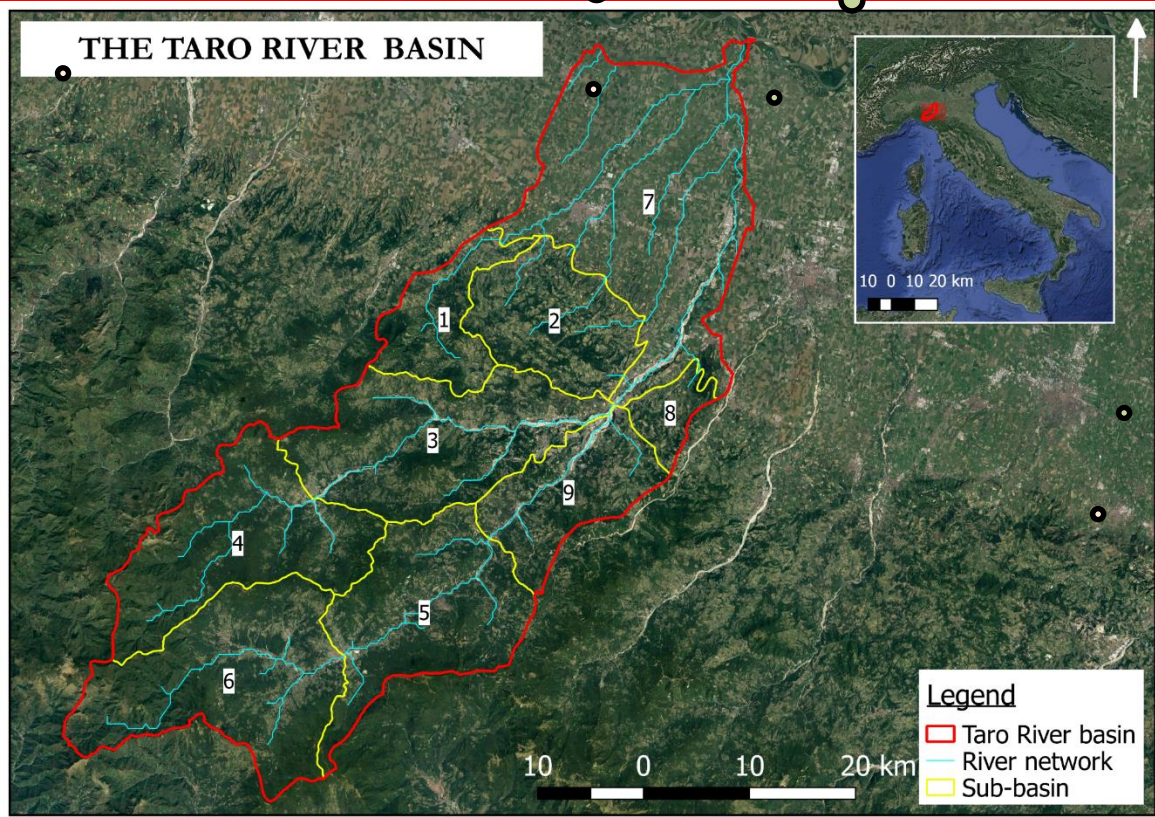 THE TARO RIVER BASIN
10 0 10 20 km
7
1
2
8
3
9
4
5
6
Legend
Taro River basin
River network
Sub-basin
10 0 10 20 km